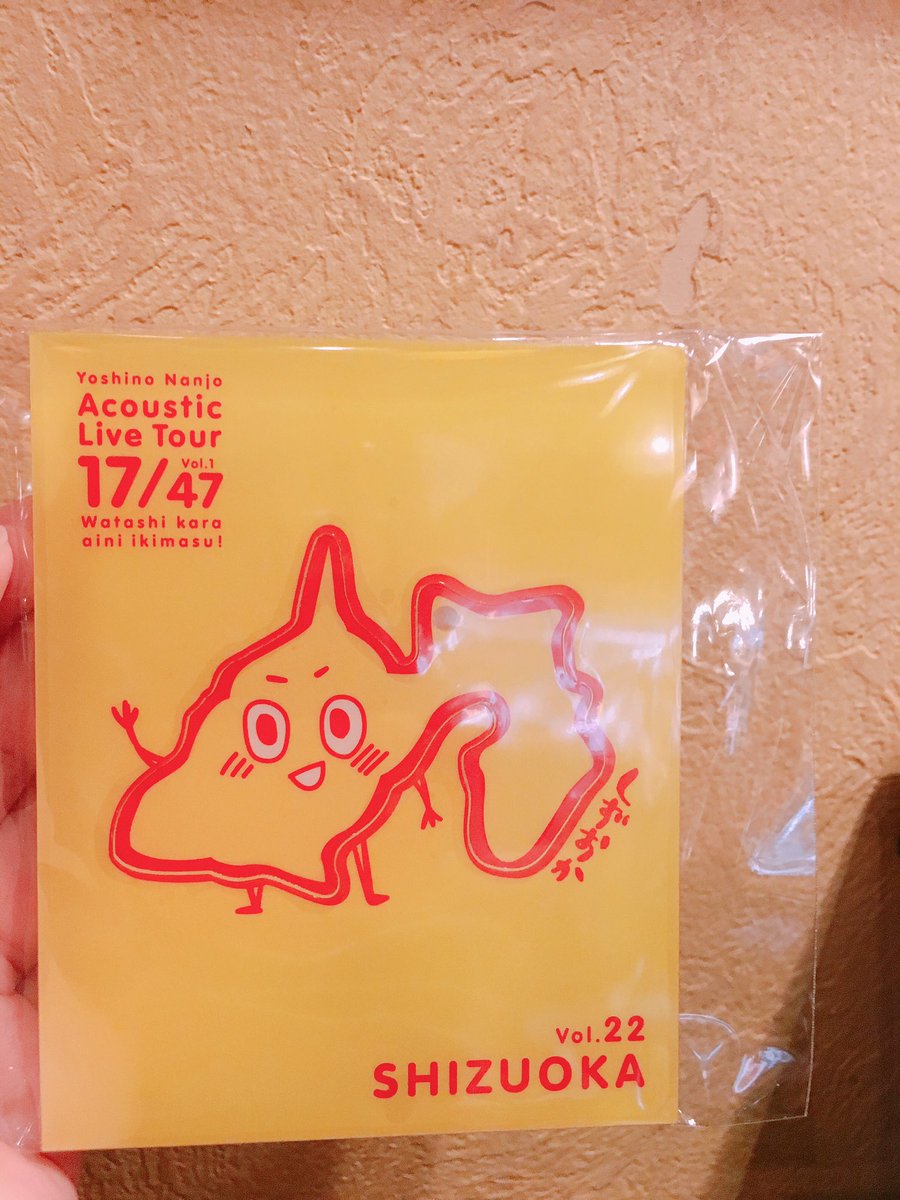 Yoshino Nanjo
Acoustic
Live Tour
Vol.1
17/47
Watashi kara
aini ikimasu!
しずおか
Vol.22
SHIZUOKA